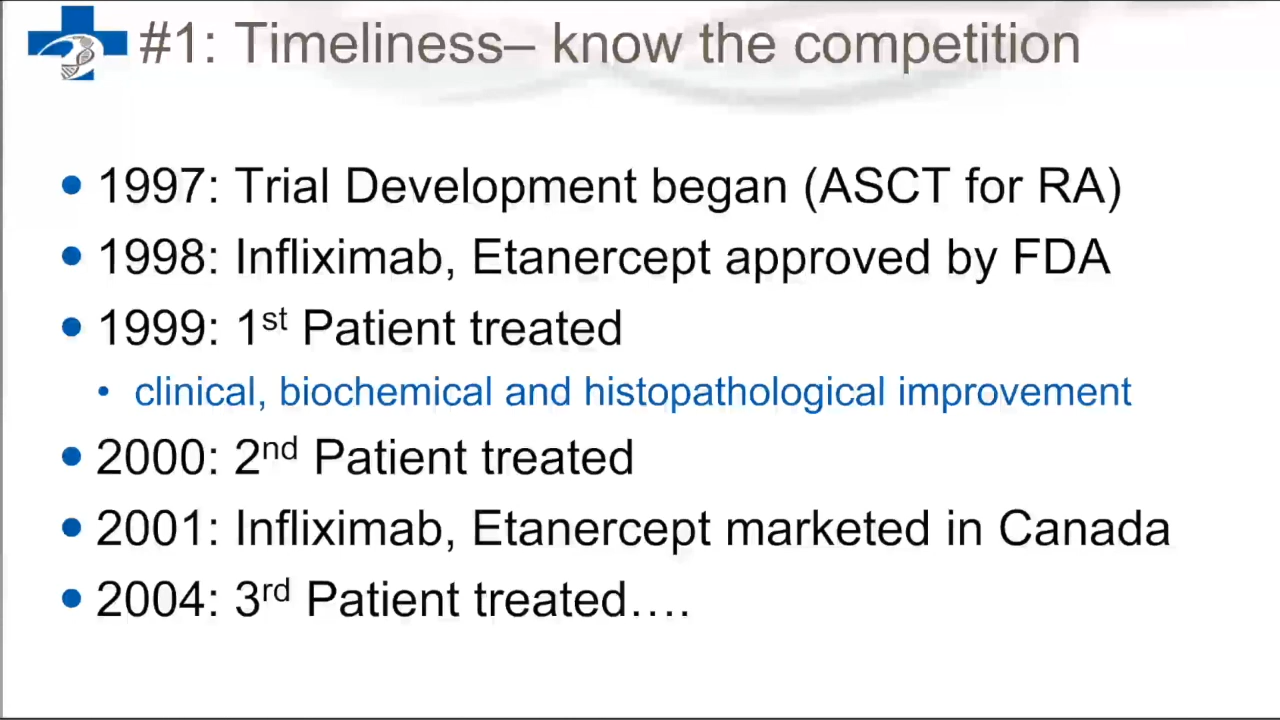 #1: Timeliness– know the competition
• 1997: Trial Development began (ASCT for RA)
• 1998: Infliximab, Etanercept approved by FDA
• 1999: 1st Patient treated
• clinical, biochemical and histopathological improvement
• 2000: 2nd Patient treated
• 2001: Infliximab, Etanercept marketed in Canada
• 2004: 3rd Patient treated….